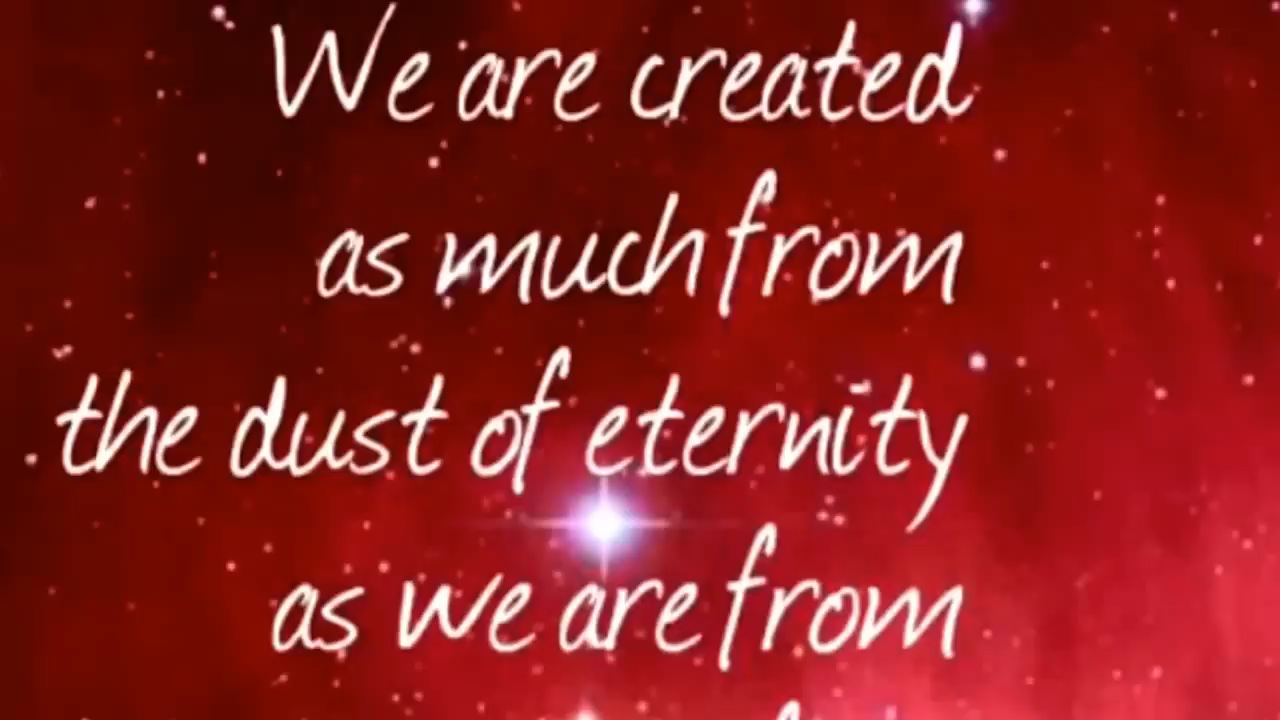 We are created
as much from
the dust of eternity
as we are from